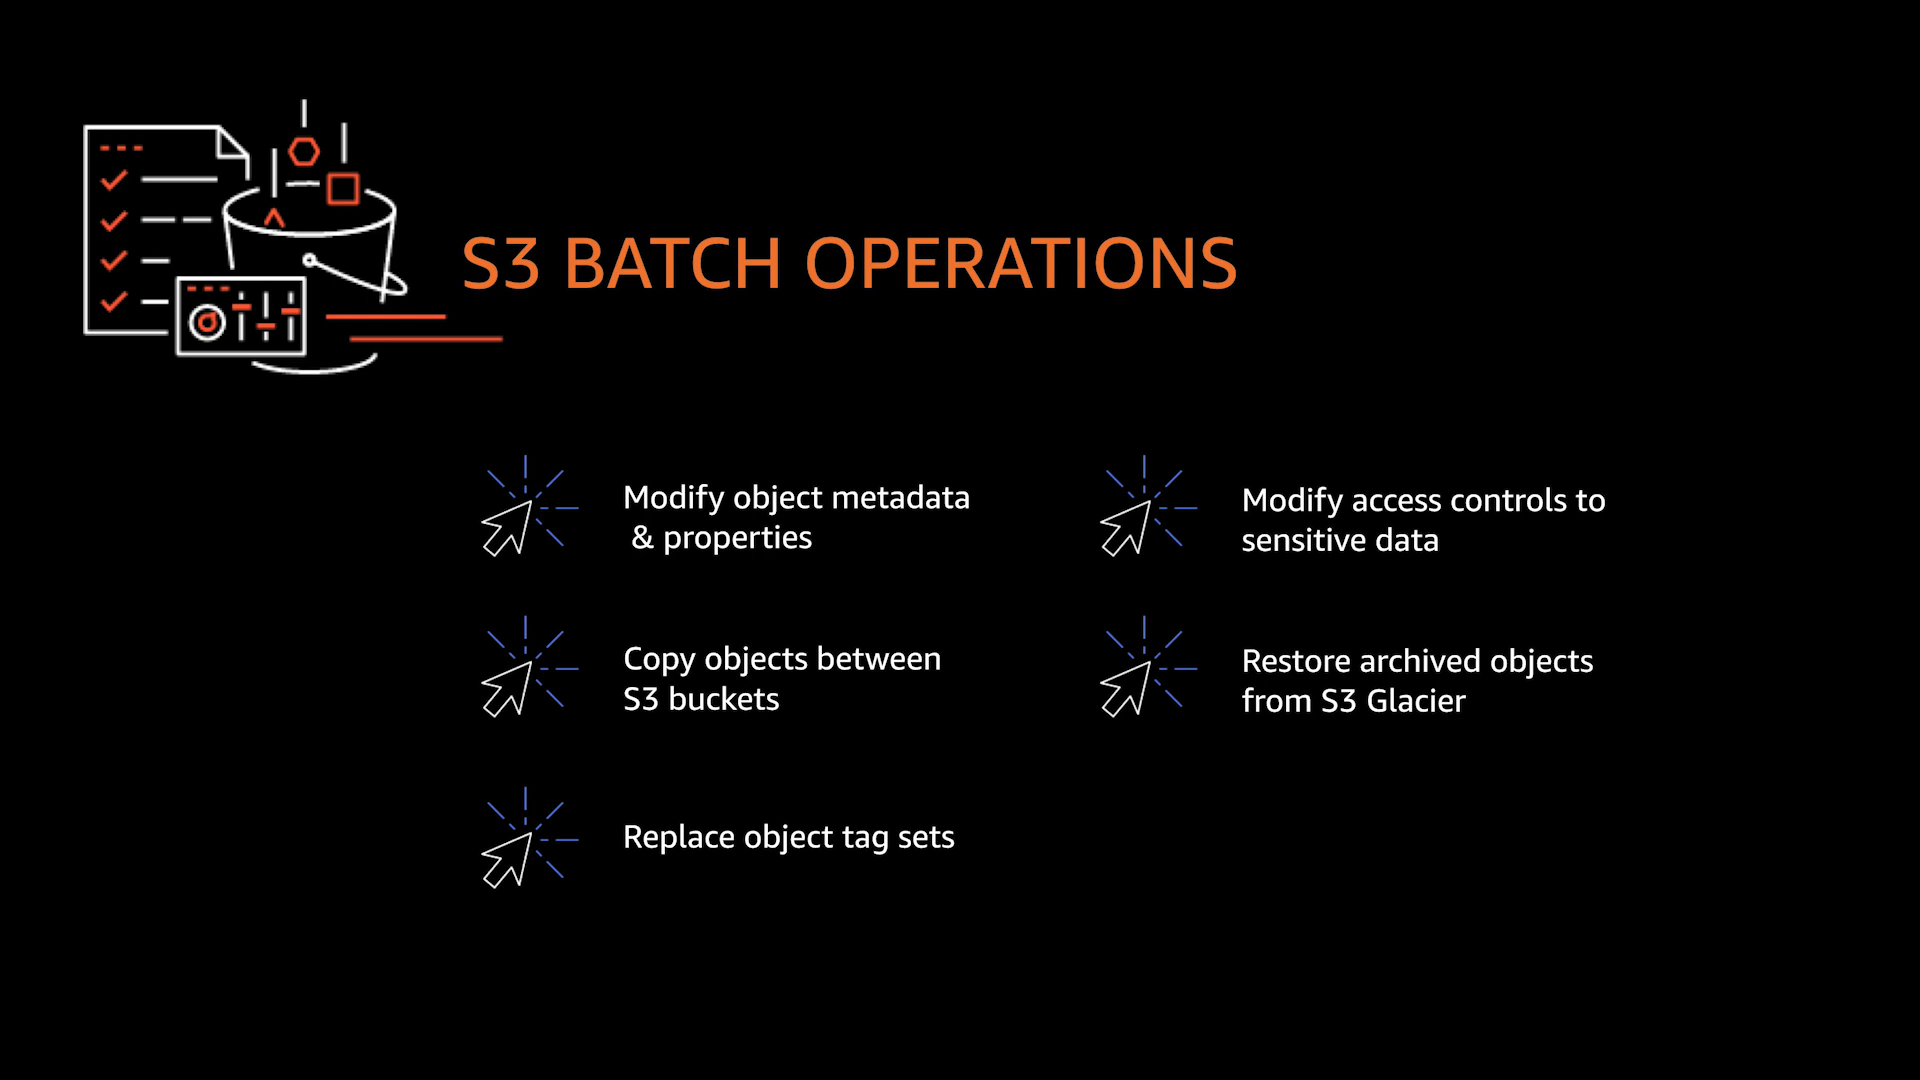 S3 BATCH OPERATIONS
Modify object metadata
& properties
Copy objects between
S3 buckets
Replace object tag sets
Modify access controls to
sensitive data
Restore archived objects
from S3 Glacier